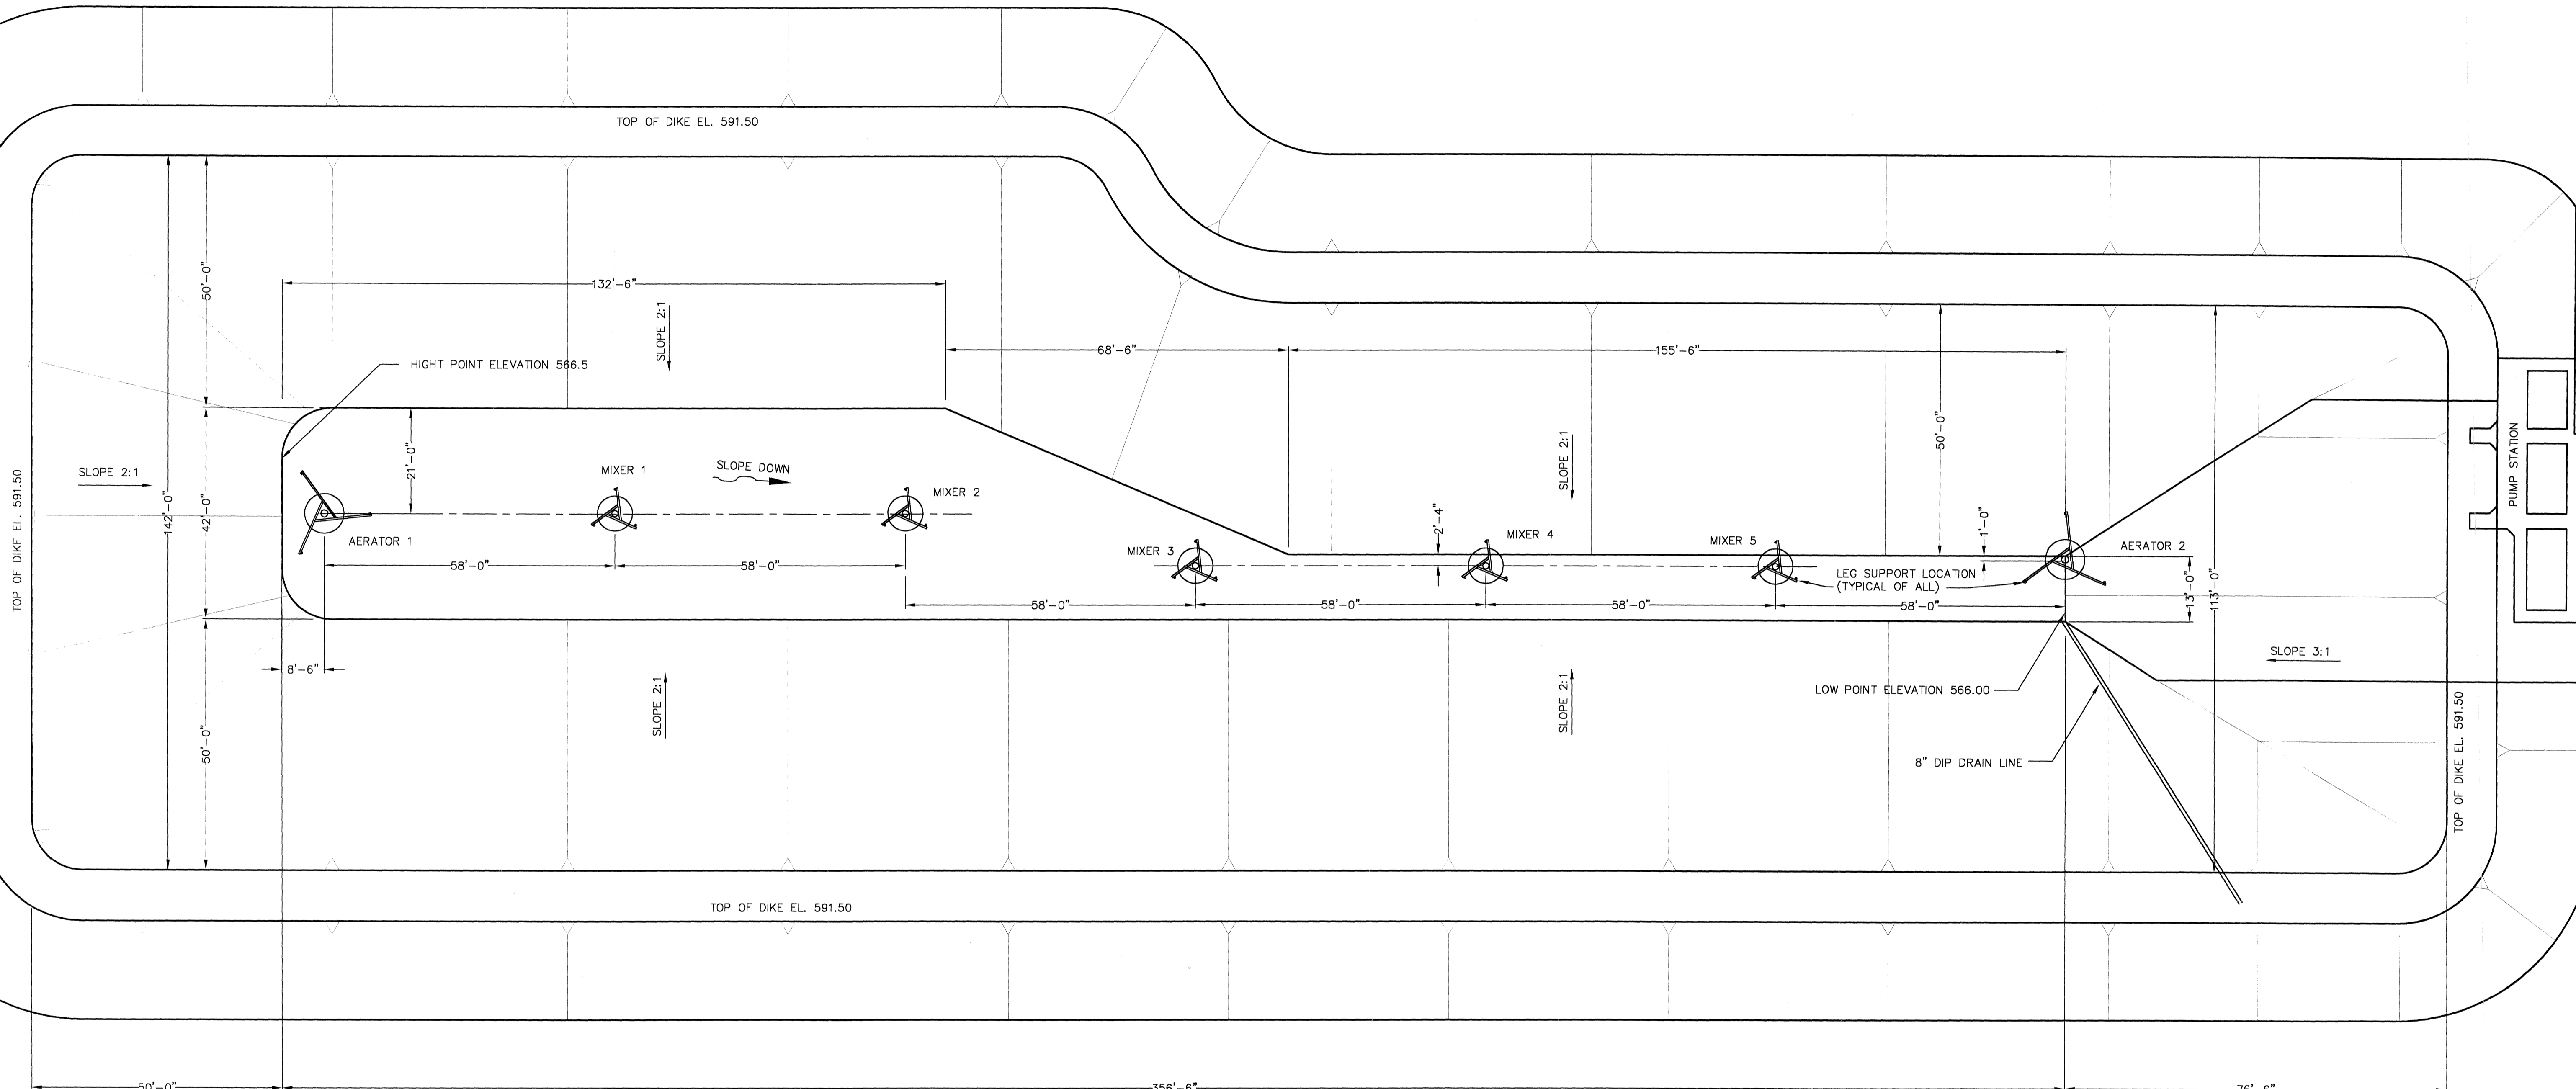 TOP OF DIKE EL. 591.50
132'-6"
50'-0"
SLOPE 2:1
68'-6"
155'-6"
HIGHT POINT ELEVATION 566.5
50'-0"
21'-0"
SLOPE 2:1
PUMP STATION
SLOPE 2:1
MIXER 1
SLOPE DOWN
MIXER 2
TOP OF DIKE EL. 591.50
142'-0"
42'-0"
AERATOR 1
2'-4"
MIXER 4
1'-0"
MIXER 3
MIXER 5
AERATOR 2
58'-0"
58'-0"
LEG SUPPORT LOCATION
(TYPICAL OF ALL)
58'-0"
58'-0"
58'-0"
58'-0"
13'-0"
113'-0"
8'-6"
SLOPE 3:1
SLOPE 2:1
SLOPE 2:1
LOW POINT ELEVATION 566.00
50'-0"
8" DIP DRAIN LINE
TOP OF DIKE EL. 591.50
TOP OF DIKE EL. 591.50
50'-0"
356'-6"
76'-6"